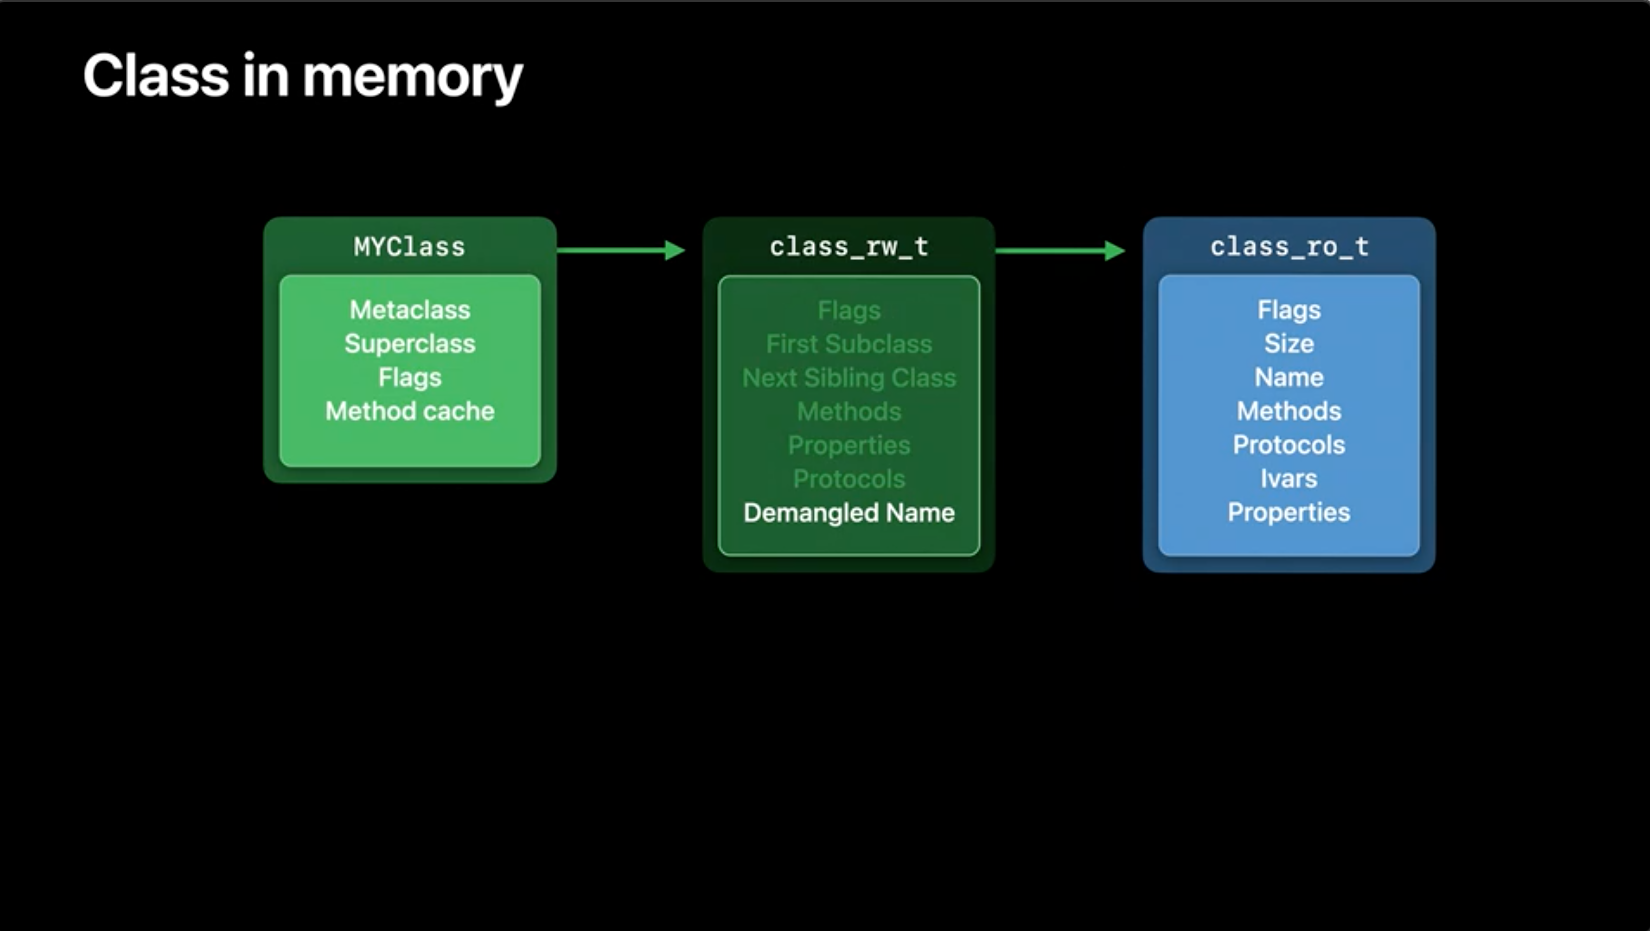 Class in memory
MYClass
Metaclass
Superclass
Flags
Method cache
class_rw_t
Flags
First Subclass
Next Sibling Class
Methods
Properties
Protocols
Demangled Name
class_ro_t
Flags
Size
Name
Methods
Protocols
Ivars
Properties